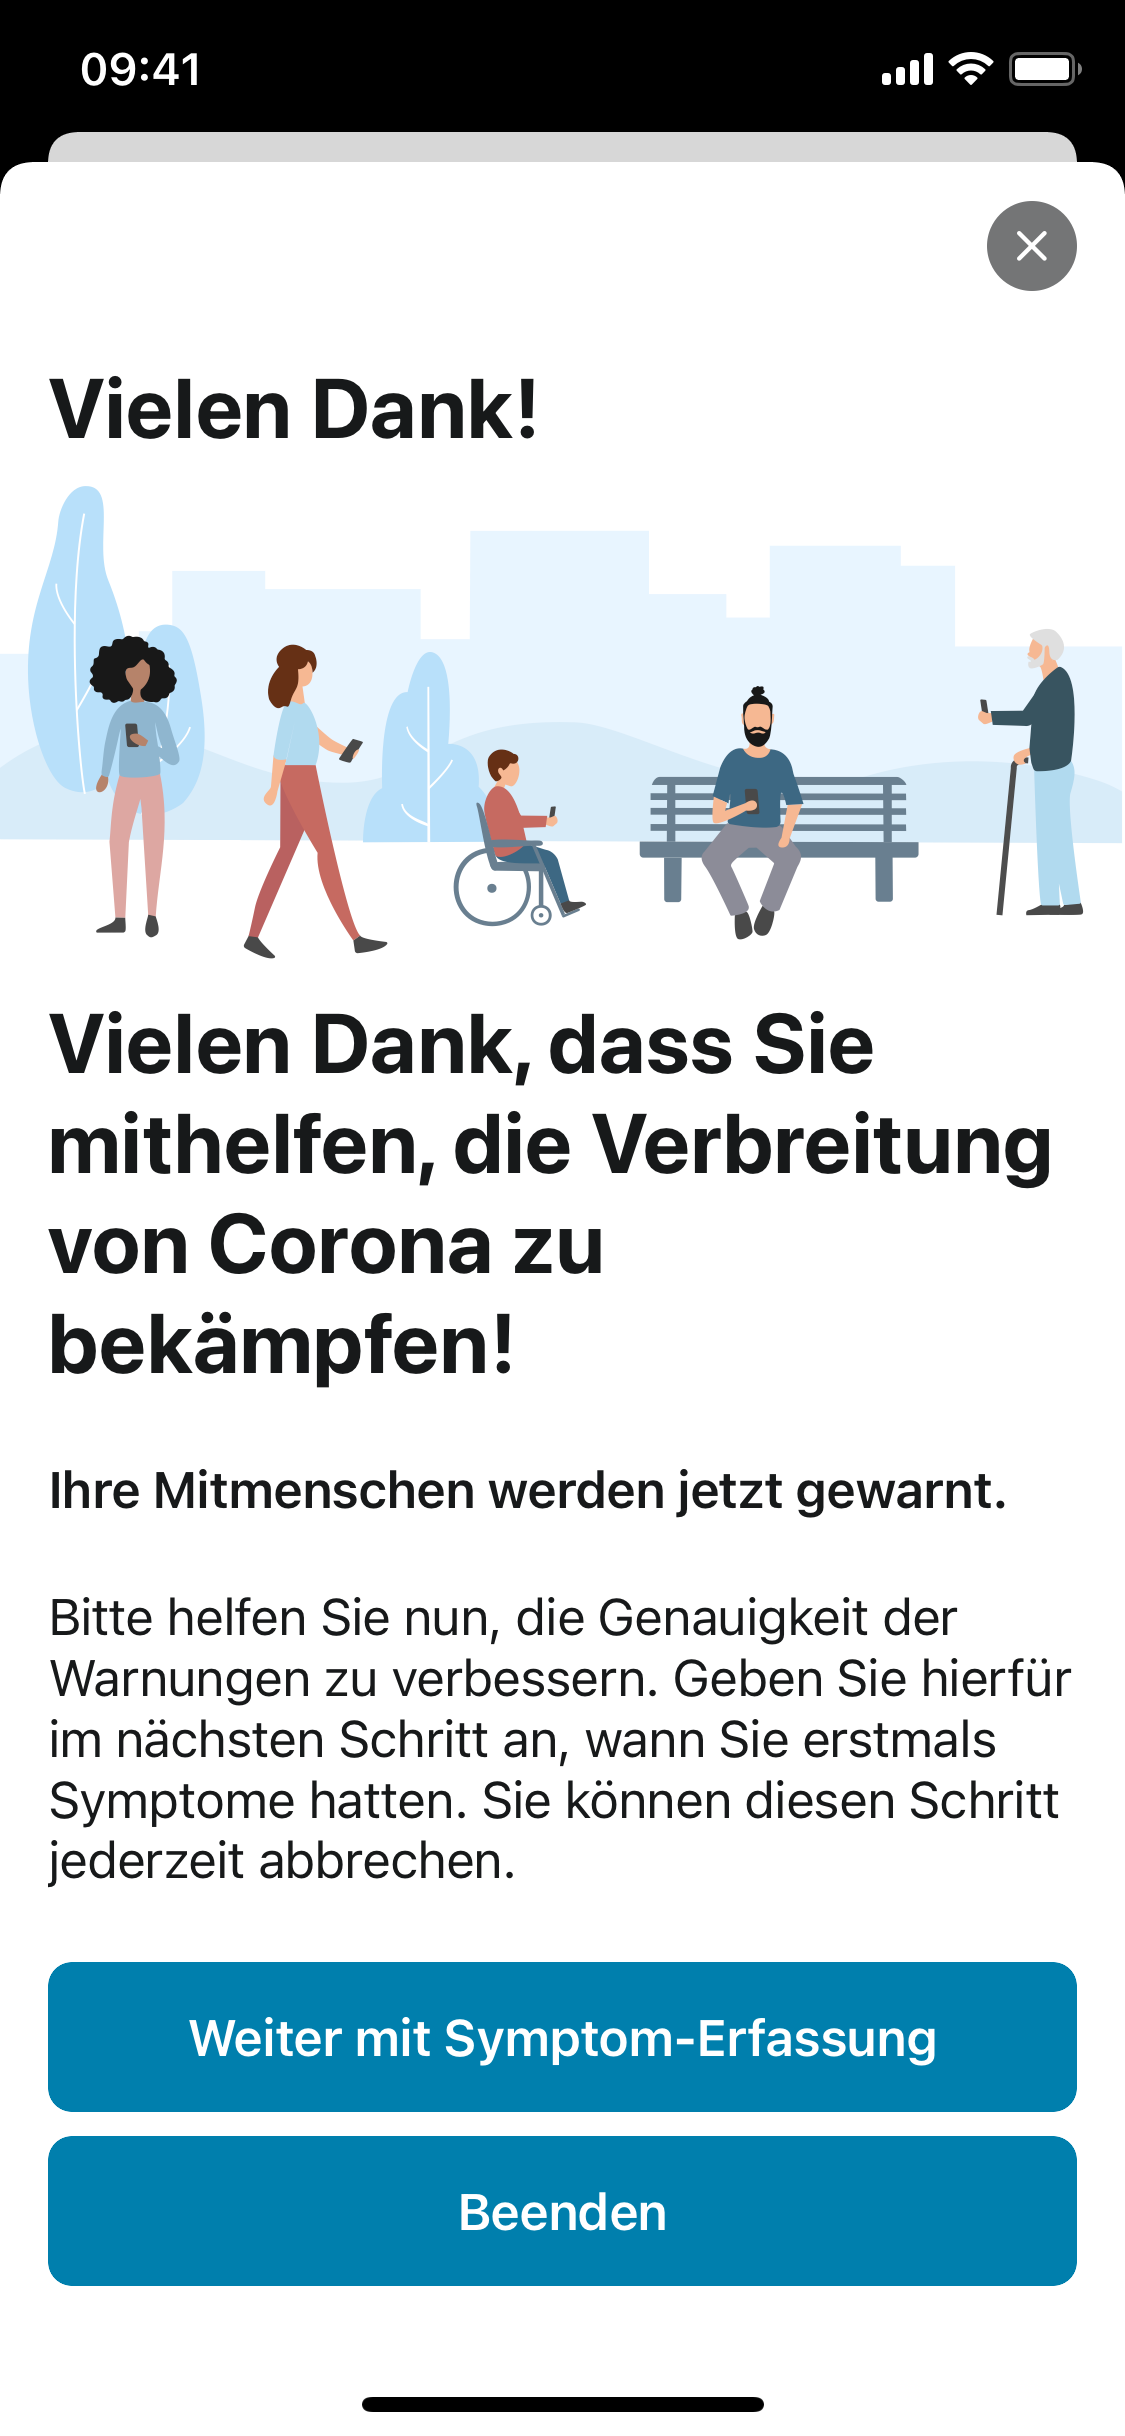 09:41
Vielen Dank!
Vielen Dank, dass Sie
mithelfen, die Verbreitung
von Corona zu
bekämpfen!
Ihre Mitmenschen werden jetzt gewarnt.
Bitte helfen Sie nun, die Genauigkeit der
Warnungen zu verbessern. Geben Sie hierfür
im nächsten Schritt an, wann Sie erstmals
Symptome hatten. Sie können diesen Schritt
jederzeit abbrechen.
Weiter mit Symptom-Erfassung
Beenden